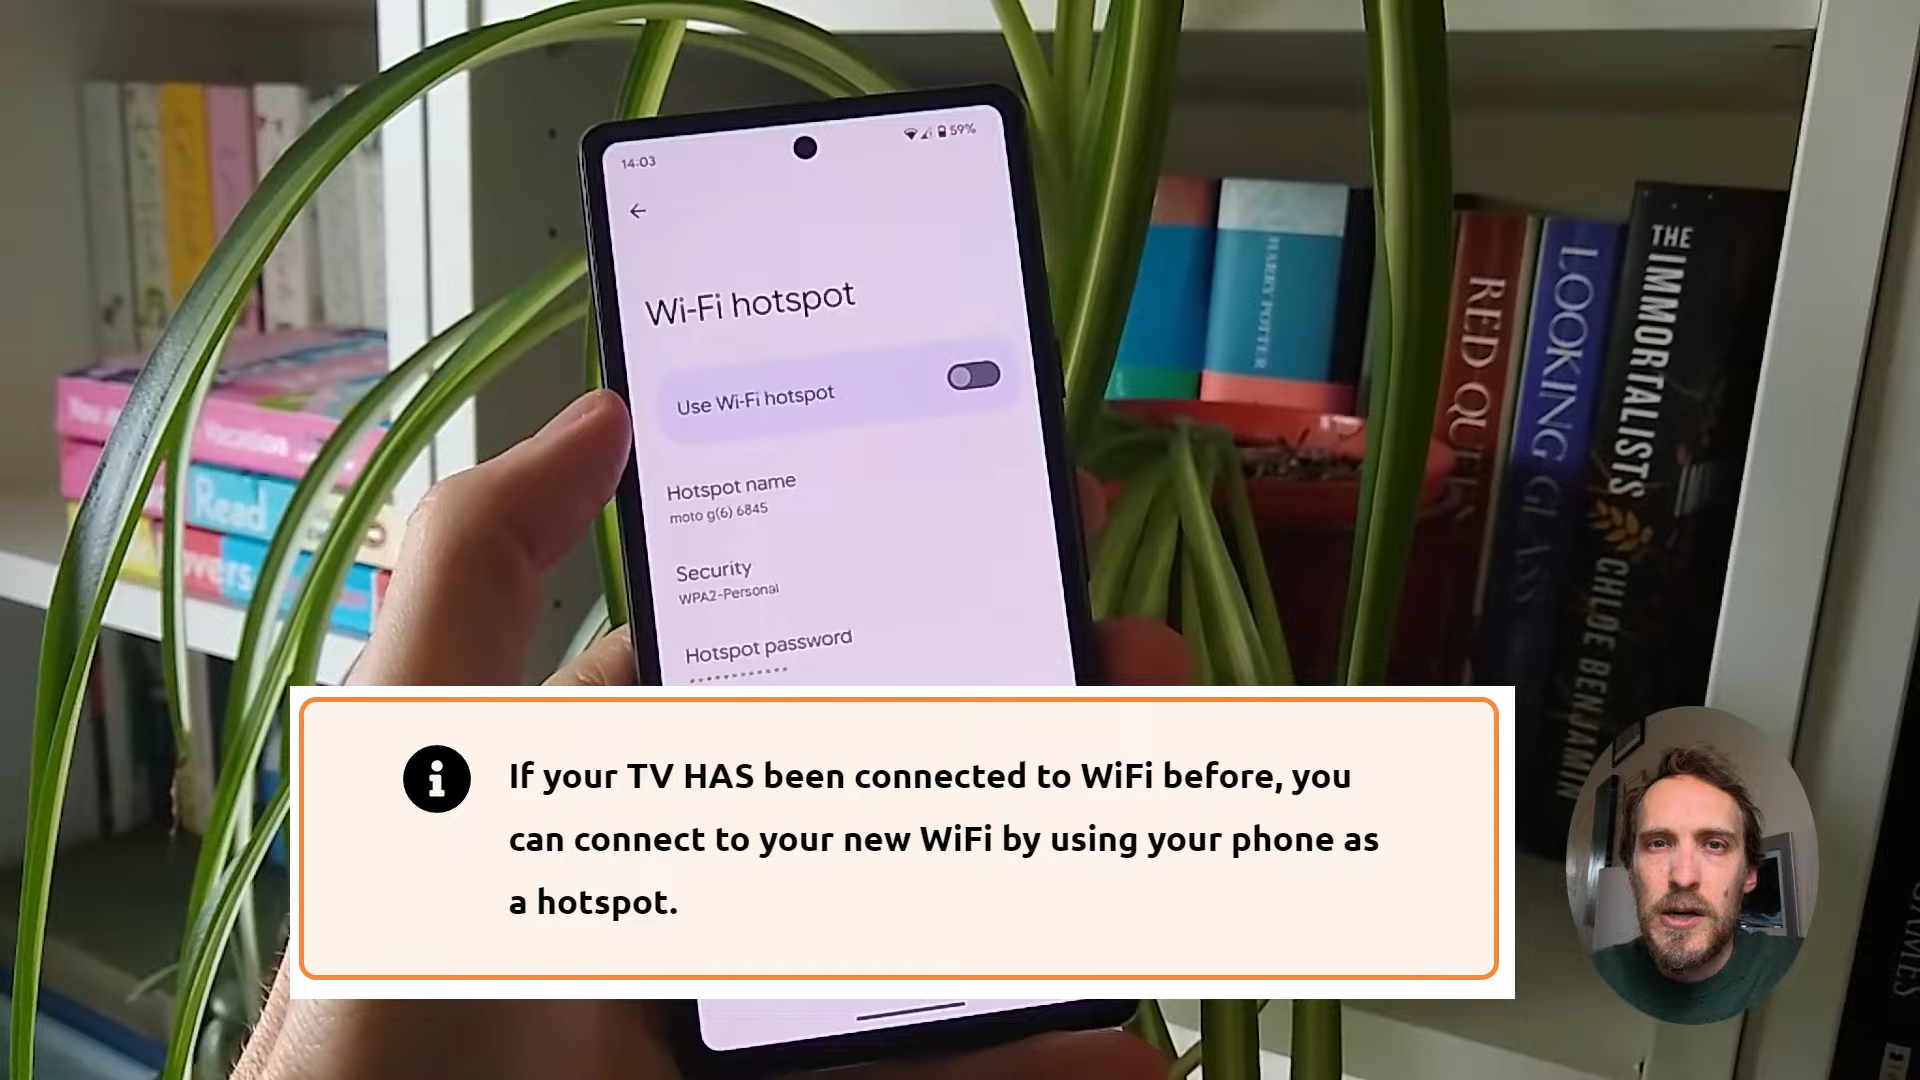 14:03
59%
Wi-Fi hotspot
Use Wi-Fi hotspot
Hotspot name
moto g(6) 6845
Security
WPA2-Personal
Hotspot password
••••••••••••
If your TV HAS been connected to WiFi before, you
can connect to your new WiFi by using your phone as
a hotspot.
Vacation
Read
HARRY POTTER
RED QUEEN
LOOKING GLASS
THE IMMORTALISTS CHLOE BENJAMIN